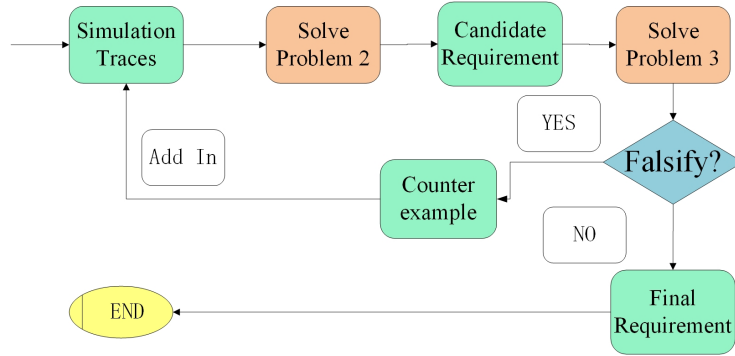 Simulation
Traces
Solve
Problem 2
Candidate
Requirement
Solve
Problem 3
YES
Falsify?
Add In
Counter
example
NO
Final
Requirement
END